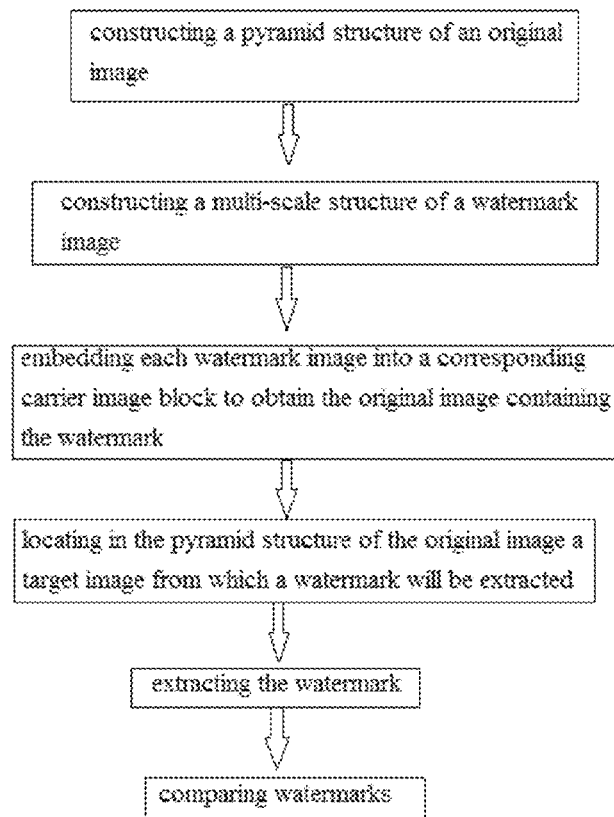 constructing a pyramid structure of an original
image
constructing a multi-scale structure of a watermark
image
embedding each watermark image into a corresponding
carrier image block to obtain the original image containing
the watermark
locating in the pyramid structure of the original image a
target image from which a watermark will be extracted
extracting the watermark
comparing watermarks